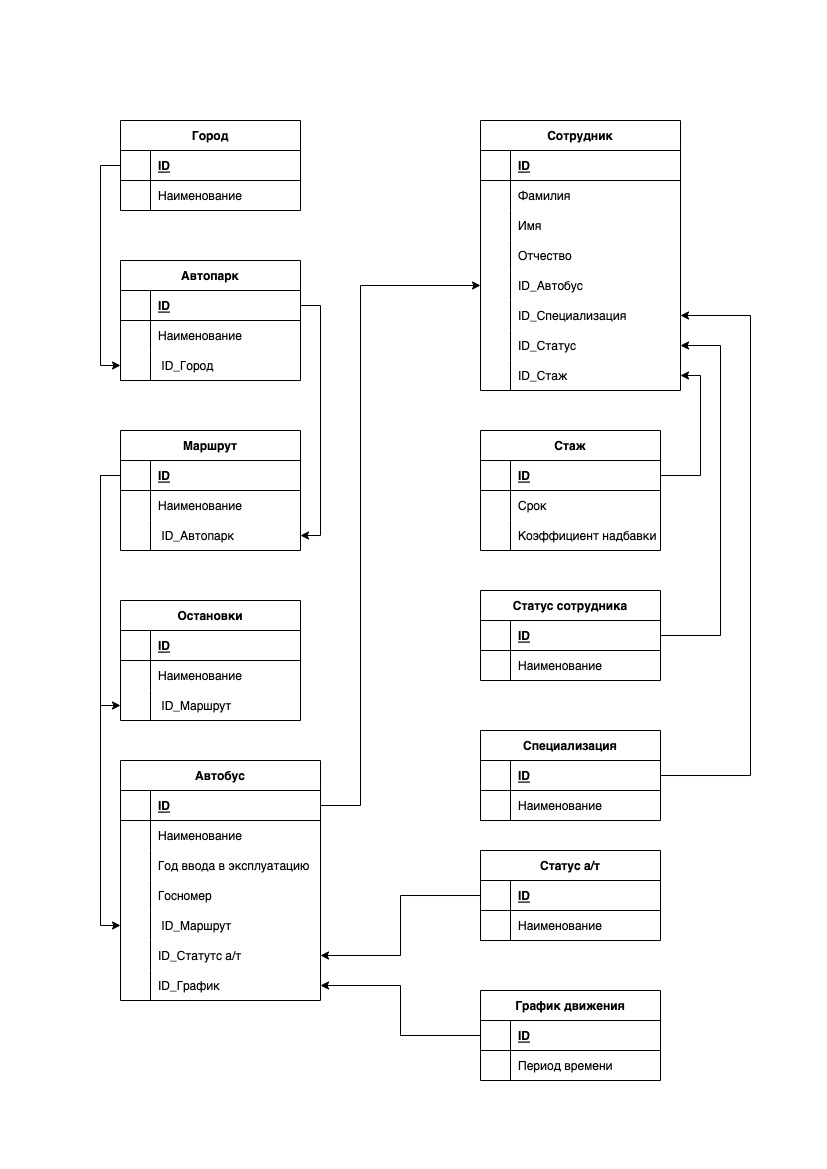 Город
ID
Наименование
Автопарк
ID
Наименование
ID_Город
Маршрут
ID
Наименование
ID_Автопарк
Остановки
ID
Наименование
ID_Маршрут
Автобус
ID
Наименование
Год ввода в эксплуатацию
Госномер
ID_Маршрут
ID_Статутс а/т
ID_График
Сотрудник
ID
Фамилия
Имя
Отчество
ID_Автобус
ID_Специализация
ID_Статус
ID_Стаж
Стаж
ID
Срок
Коэффициент надбавки
Статус сотрудника
ID
Наименование
Специализация
ID
Наименование
Статус а/т
ID
Наименование
График движения
ID
Период времени